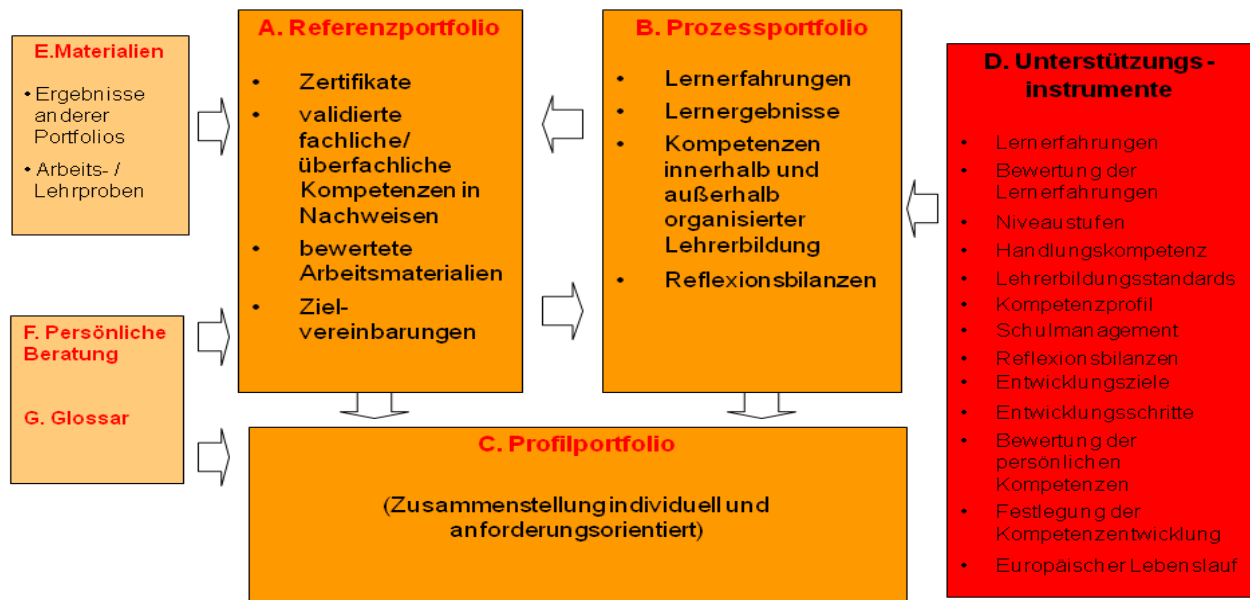 E.Materialien
• Ergebnisse
anderer
Portfolios
• Arbeits- /
Lehrproben
F. Persönliche
Beratung
G. Glossar
A. Referenzportfolio
• Zertifikate
• validierte
fachliche/
überfachliche
Kompetenzen in
Nachweisen
• bewertete
Arbeitsmaterialien
• Ziel-
vereinbarungen
B. Prozessportfolio
• Lernerfahrungen
• Lernergebnisse
• Kompetenzen
innerhalb und
außerhalb
organisierter
Lehrerbildung
• Reflexionsbilanzen
C. Profilportfolio
(Zusammenstellung individuell und
anforderungsorientiert)
D. Unterstützungs -
instrumente
• Lernerfahrungen
• Bewertung der
Lernerfahrungen
• Niveaustufen
• Handlungskompetenz
• Lehrerbildungsstandards
• Kompetenzprofil
• Schulmanagement
• Reflexionsbilanzen
• Entwicklungsziele
• Entwicklungsschritte
• Bewertung der
persönlichen
Kompetenzen
• Festlegung der
Kompetenzentwicklung
• Europäischer Lebenslauf